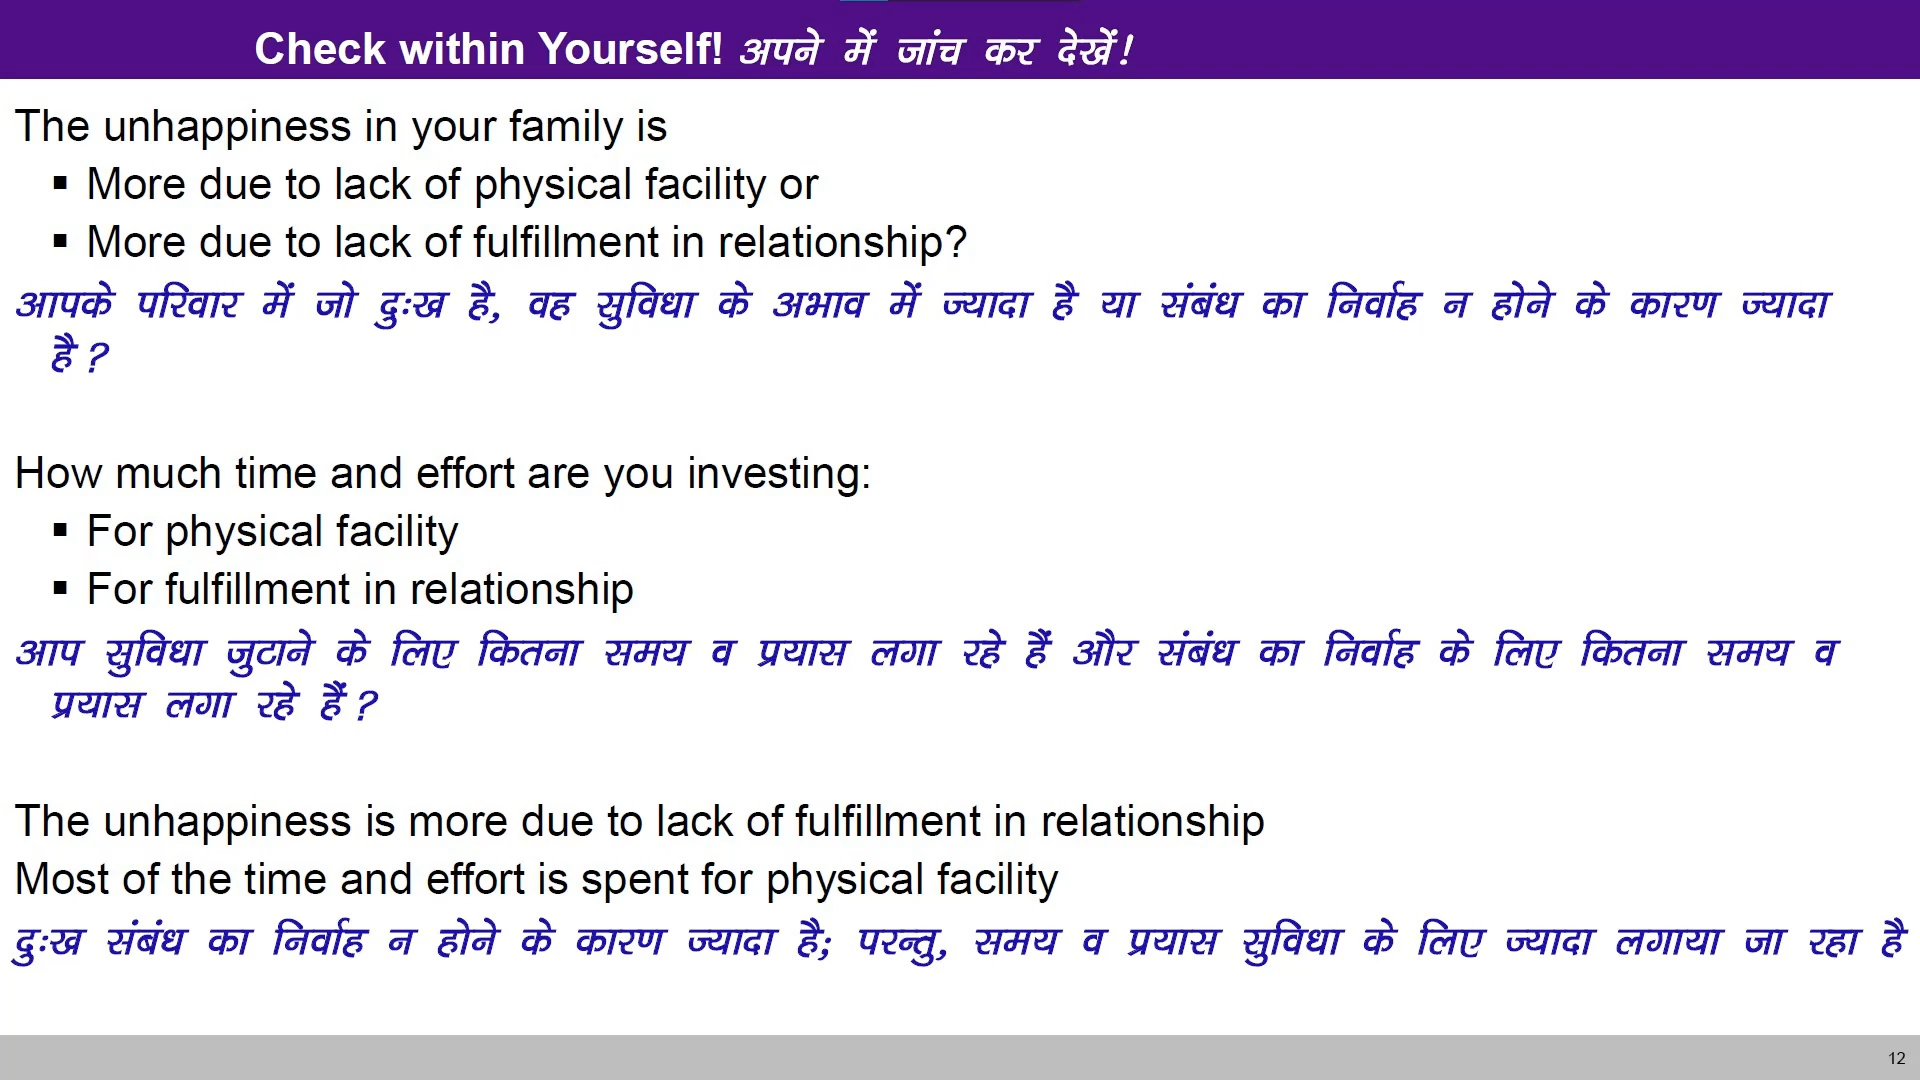 Check within Yourself! अपने में जांच कर देखें!
The unhappiness in your family is
▪ More due to lack of physical facility or
▪ More due to lack of fulfillment in relationship?
आपके परिवार में जो दुःख है, वह सुविधा के अभाव में ज्यादा है या संबंध का निर्वाह न होने के कारण ज्यादा
है?
How much time and effort are you investing:
▪ For physical facility
▪ For fulfillment in relationship
आप सुविधा जुटाने के लिए कितना समय व प्रयास लगा रहे हैं और संबंध का निर्वाह के लिए कितना समय व
प्रयास लगा रहे हैं?
The unhappiness is more due to lack of fulfillment in relationship
Most of the time and effort is spent for physical facility
दुःख संबंध का निर्वाह न होने के कारण ज्यादा है; परन्तु, समय व प्रयास सुविधा के लिए ज्यादा लगाया जा रहा है
12